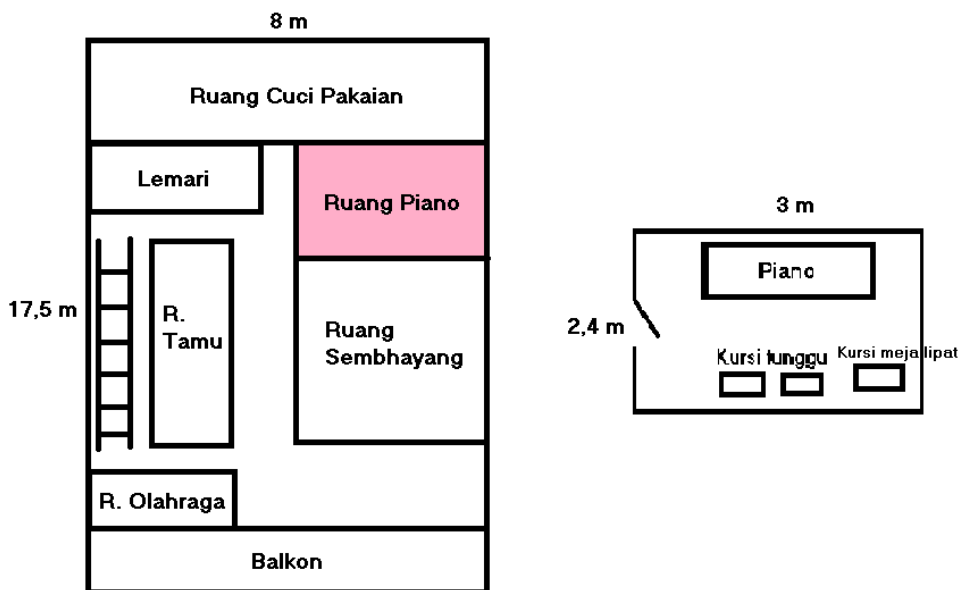 8 m
Ruang Cuci Pakaian
Lemari
Ruang Piano
17,5 m
R.
Tamu
Ruang
Sembhayang
R. Olahraga
Balkon
3 m
Piano
2,4 m
Kursi tunggu
Kursi meja lipat